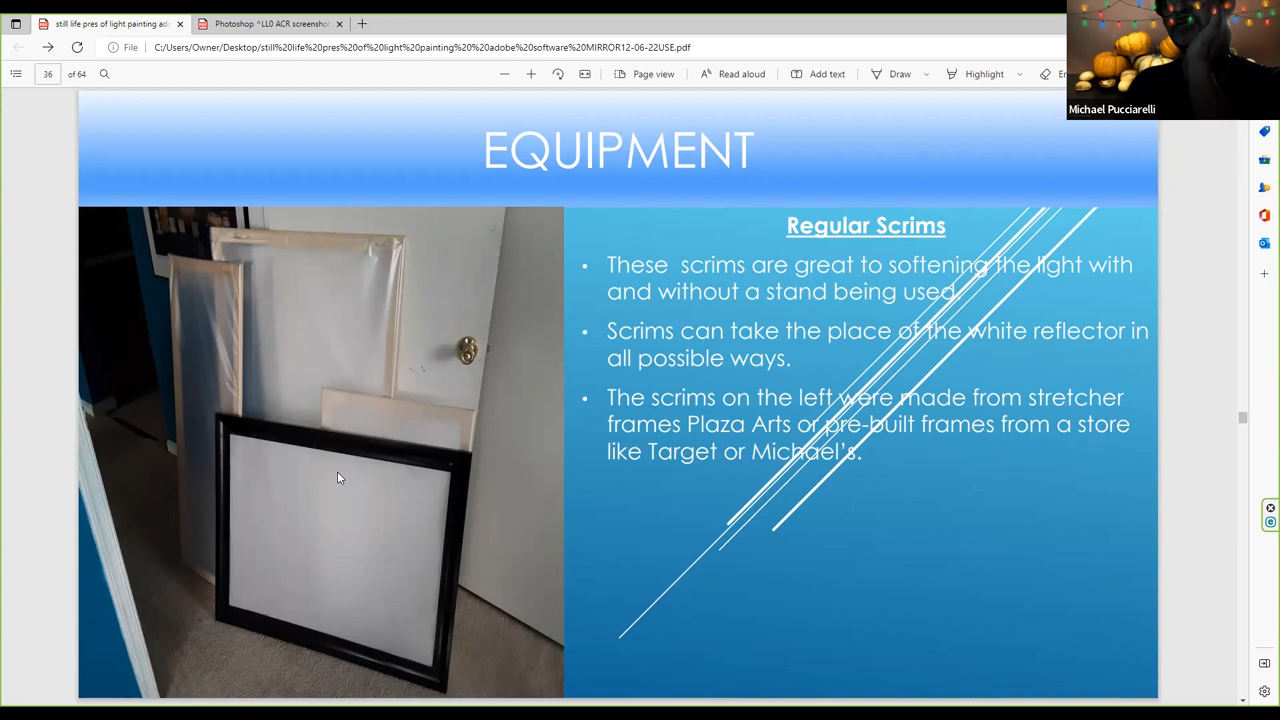 still life pres of light painting ado
Photoshop ^LL0 ACR screenshot
File
C:/Users/Owner/Desktop/still%20life%20pres%20of%20light%20painting%20%20adobe%20software%20MIRROR12-06-22USE.pdf
36 of 64
Page view
Read aloud
Add text
Draw
Highlight
Michael Pucciarelli
EQUIPMENT
Regular Scrims
• These scrims are great to softening the light with
and without a stand being used.
• Scrims can take the place of the white reflector in
all possible ways.
• The scrims on the left were made from stretcher
frames Plaza Arts or pre-built frames from a store
like Target or Michael's.